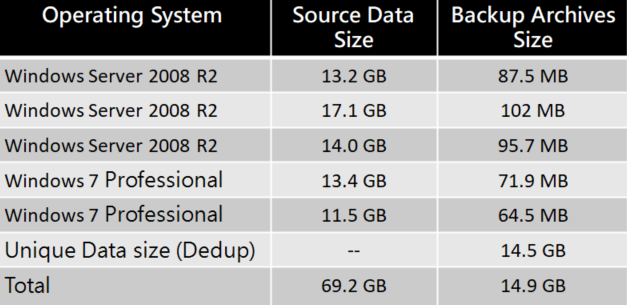 Operating System Source Data Size Backup Archives Size
Windows Server 2008 R2 13.2 GB 87.5 MB
Windows Server 2008 R2 17.1 GB 102 MB
Windows Server 2008 R2 14.0 GB 95.7 MB
Windows 7 Professional 13.4 GB 71.9 MB
Windows 7 Professional 11.5 GB 64.5 MB
Unique Data size (Dedup) -- 14.5 GB
Total 69.2 GB 14.9 GB